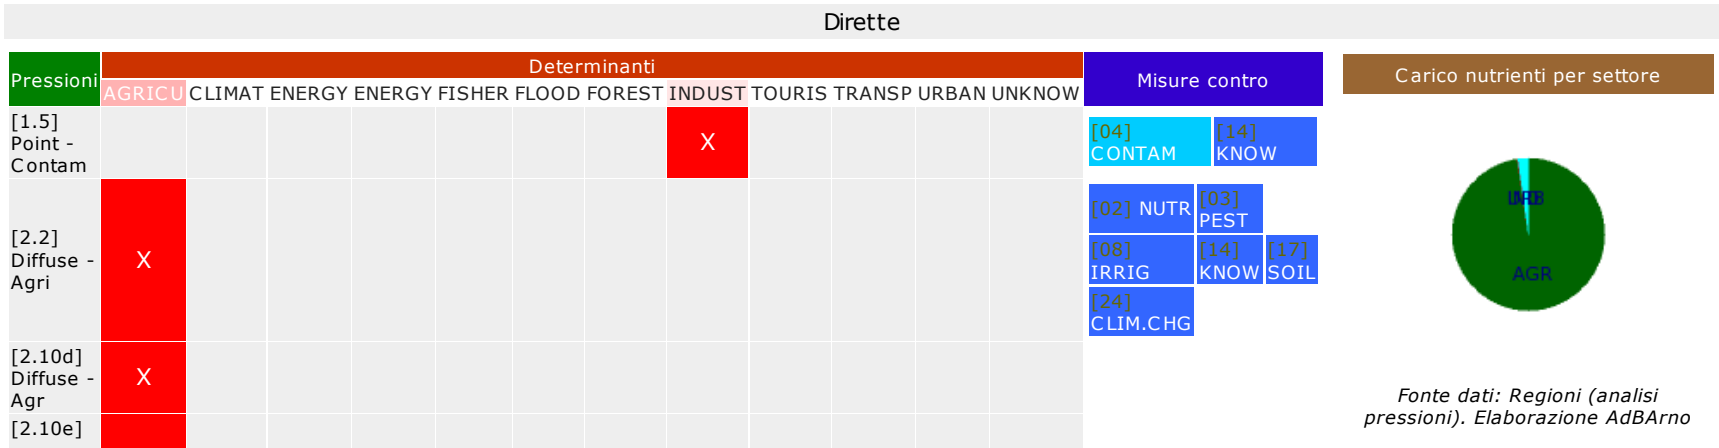 Dirette
Pressioni
Determinanti
Misure contro
Carico nutrienti per settore
AGRICU CLIMAT ENERGY ENERGY FISHER FLOOD FOREST INDUST TOURIS TRANSP URBAN UNKNOW
[1.5]
Point -
Contam
X
[04]
CONTAM
[14]
KNOW
[2.2]
Diffuse -
Agri
X
[02] NUTR
[03]
PEST
[08]
IRRIG
[14]
KNOW
[17]
SOIL
[24]
CLIM.CHG
AGR
[2.10d]
Diffuse -
Agr
X
Fonte dati: Regioni (analisi
pressioni). Elaborazione AdBArno
[2.10e]